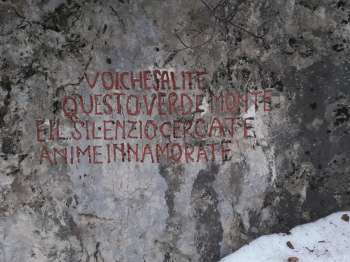 VOI CHE SALITE
QUESTO VERDE MONTE
E IL SILENZIO CERCATE
ANIME INNAMORATE